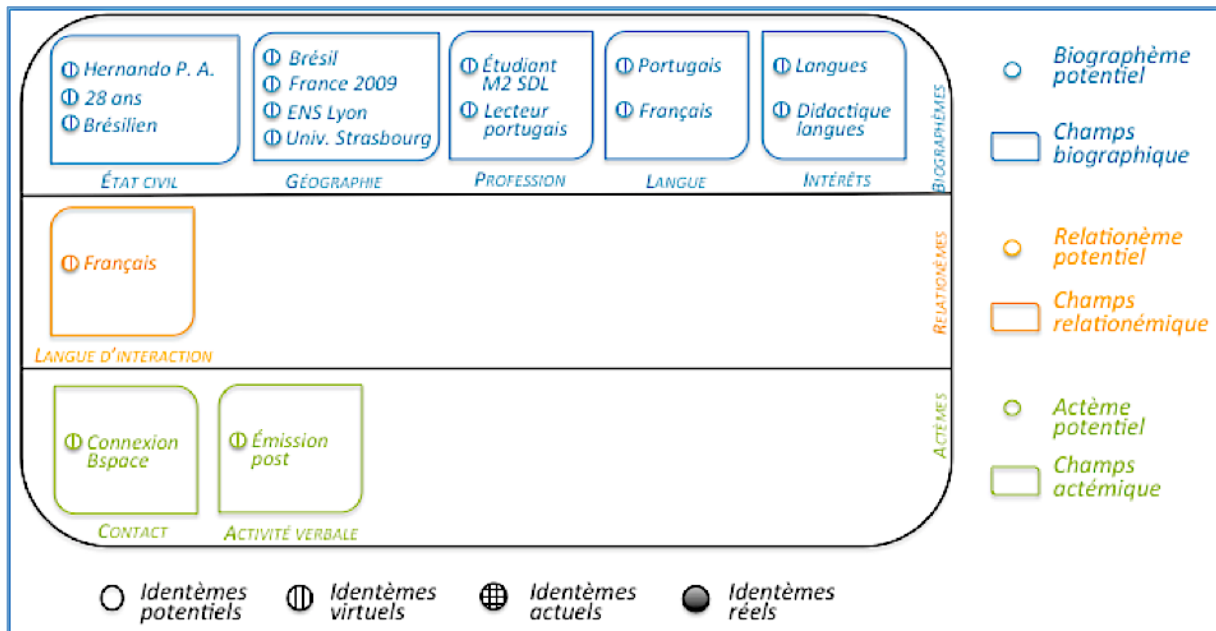 Hernando P. A.
28 ans
Brésilien
ÉTAT CIVIL
Brésil
France 2009
ENS Lyon
Univ. Strasbourg
GÉOGRAPHIE
Étudiant
M2 SDL
Lecteur
portugais
PROFESSION
Portugais
Français
LANGUE
Langues
Didactique
langues
INTÉRÊTS
BIOGRAPHÈMES
Français
LANGUE D'INTERACTION
RELATIONÈMES
Connexion
Bspace
CONTACT
Émission
post
ACTIVITÉ VERBALE
ACTÈMES
Biographème
potentiel
Champs
biographique
Relationème
potentiel
Champs
relationémique
Actème
potentiel
Champs
actémique
Identèmes
potentiels
Identèmes
virtuels
Identèmes
actuels
Identèmes
réels